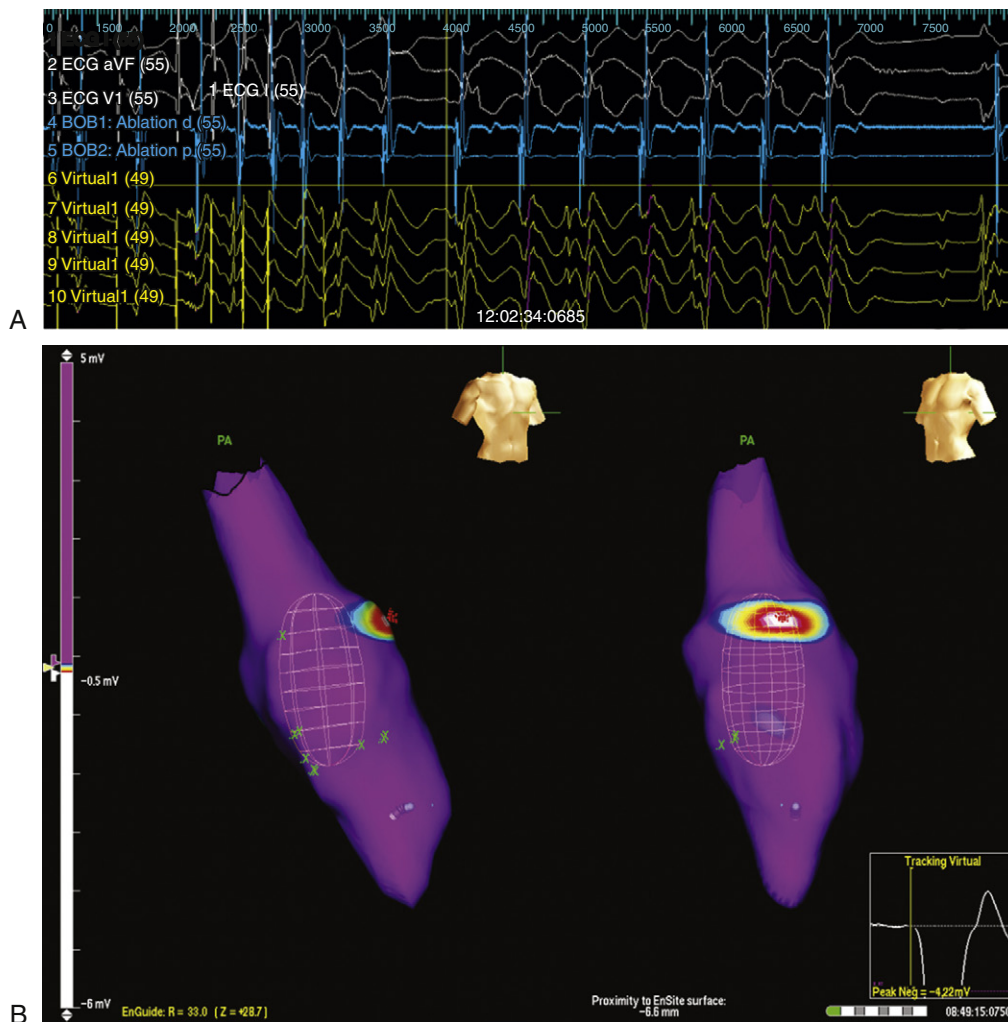 1000 1500 2000 2500 3000 3500 4000 4500 5000 5500 6000 6500 7000 7500
2 ECG aVF (55)
1 ECG I (55)
3 ECG V1 (55)
4 BOB1: Ablation d (55)
5 BOB2: Ablation p (55)
6 Virtual1 (49)
7 Virtual1 (49)
8 Virtual1 (49)
9 Virtual1 (49)
10 Virtual1 (49)
12:02:34:0685
A
5 mV
PA
PA
–0.5 mV
Tracking Virtual
Peak Neg = –4.22mV
–6 mV
EnGuide: R = 33.0 ( Z = +28.7)
Proximity to EnSite surface:
–6.6 mm
B